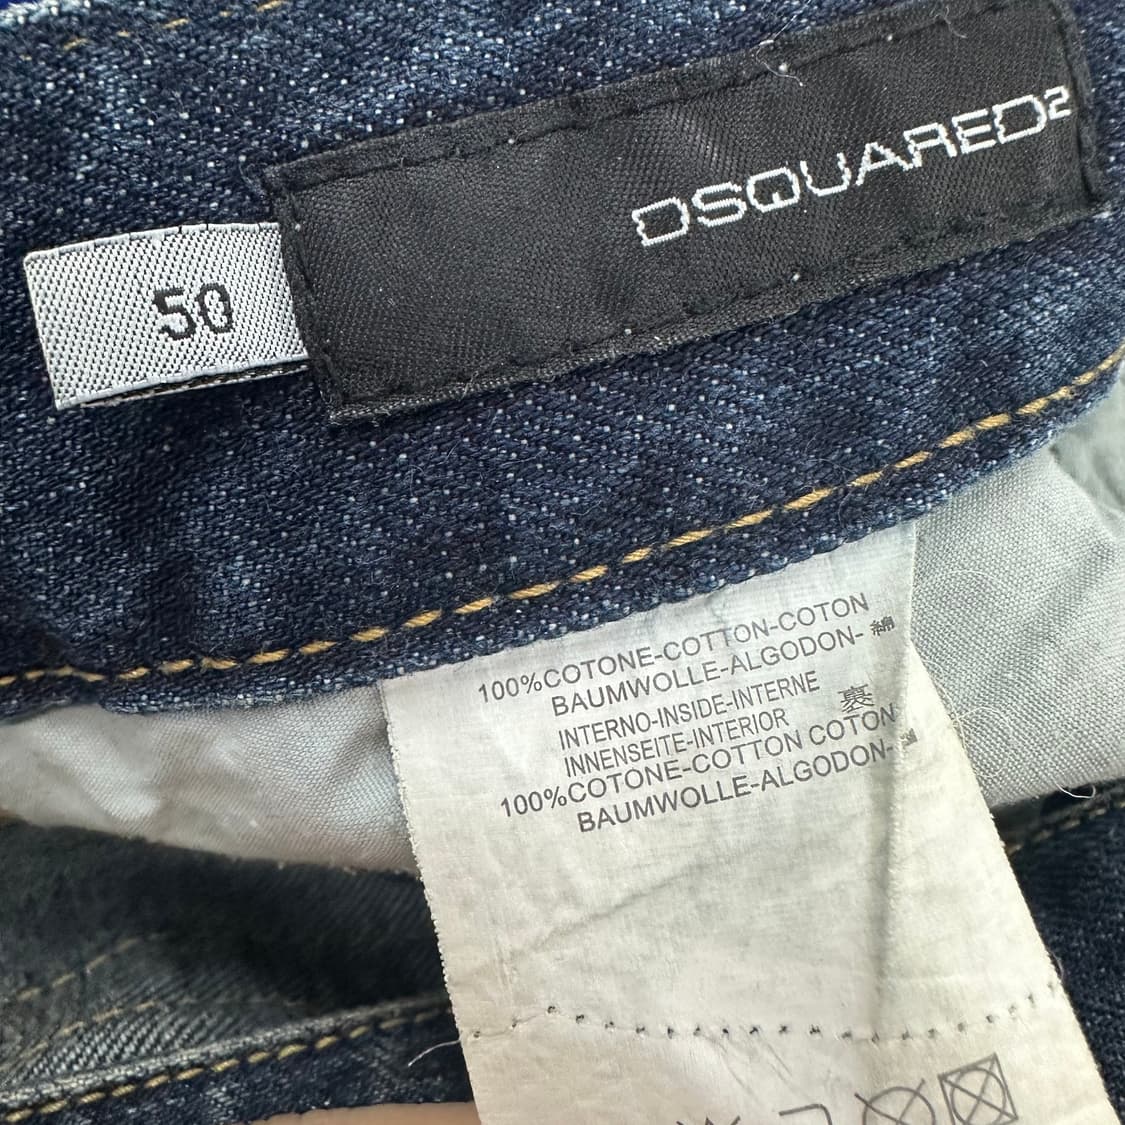 DSQUARED2
50
100%COTONE-COTTON-COTON
BAUMWOLLE-ALGODON- 綿
INTERNO-INSIDE-INTERNE
INNENSEITE-INTERIOR 裏
100%COTONE-COTTON COTON
BAUMWOLLE-ALGODON-